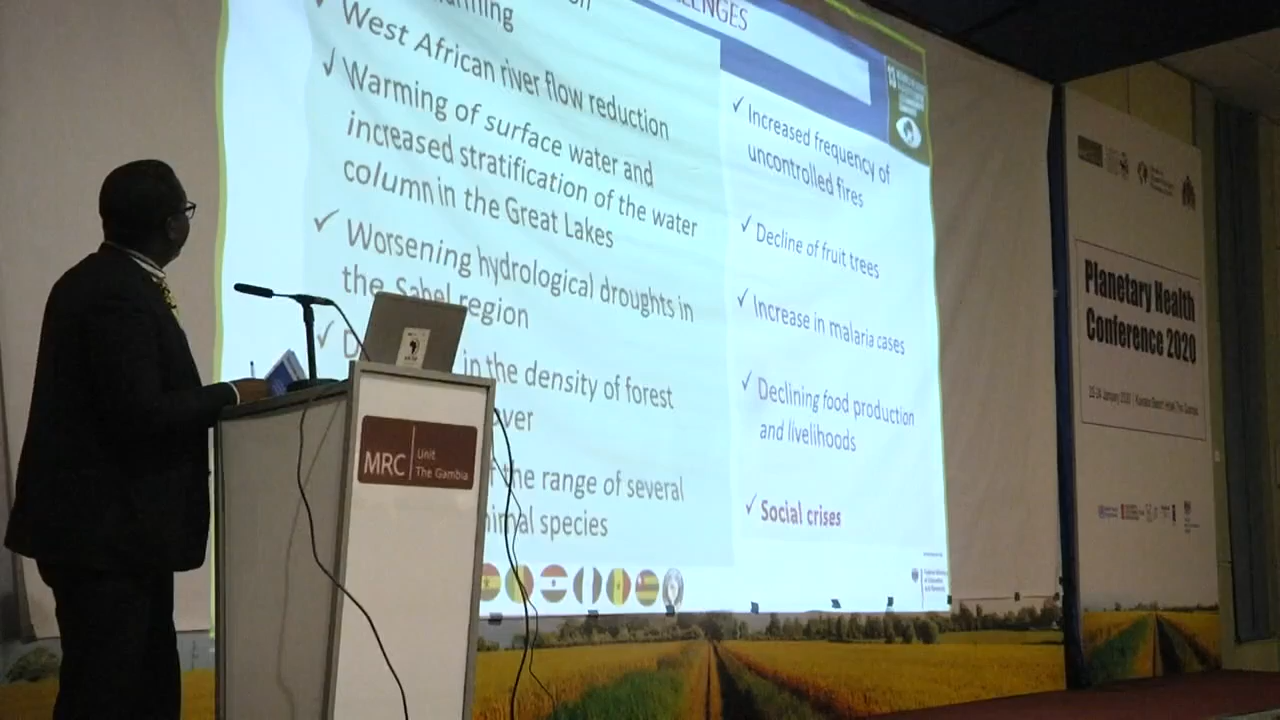 ✓ West African river flow reduction
✓ Warming of surface water and
increased stratification of the water
column in the Great Lakes
✓ Worsening hydrological droughts in
the Sahel region
✓ in the density of forest
the range of several
species
✓ Increased frequency of
uncontrolled fires
✓ Decline of fruit trees
✓ Increase in malaria cases
✓ Declining food production
and livelihoods
✓ Social crises
MRC Unit
The Gambia
Planetary Health
Conference 2020